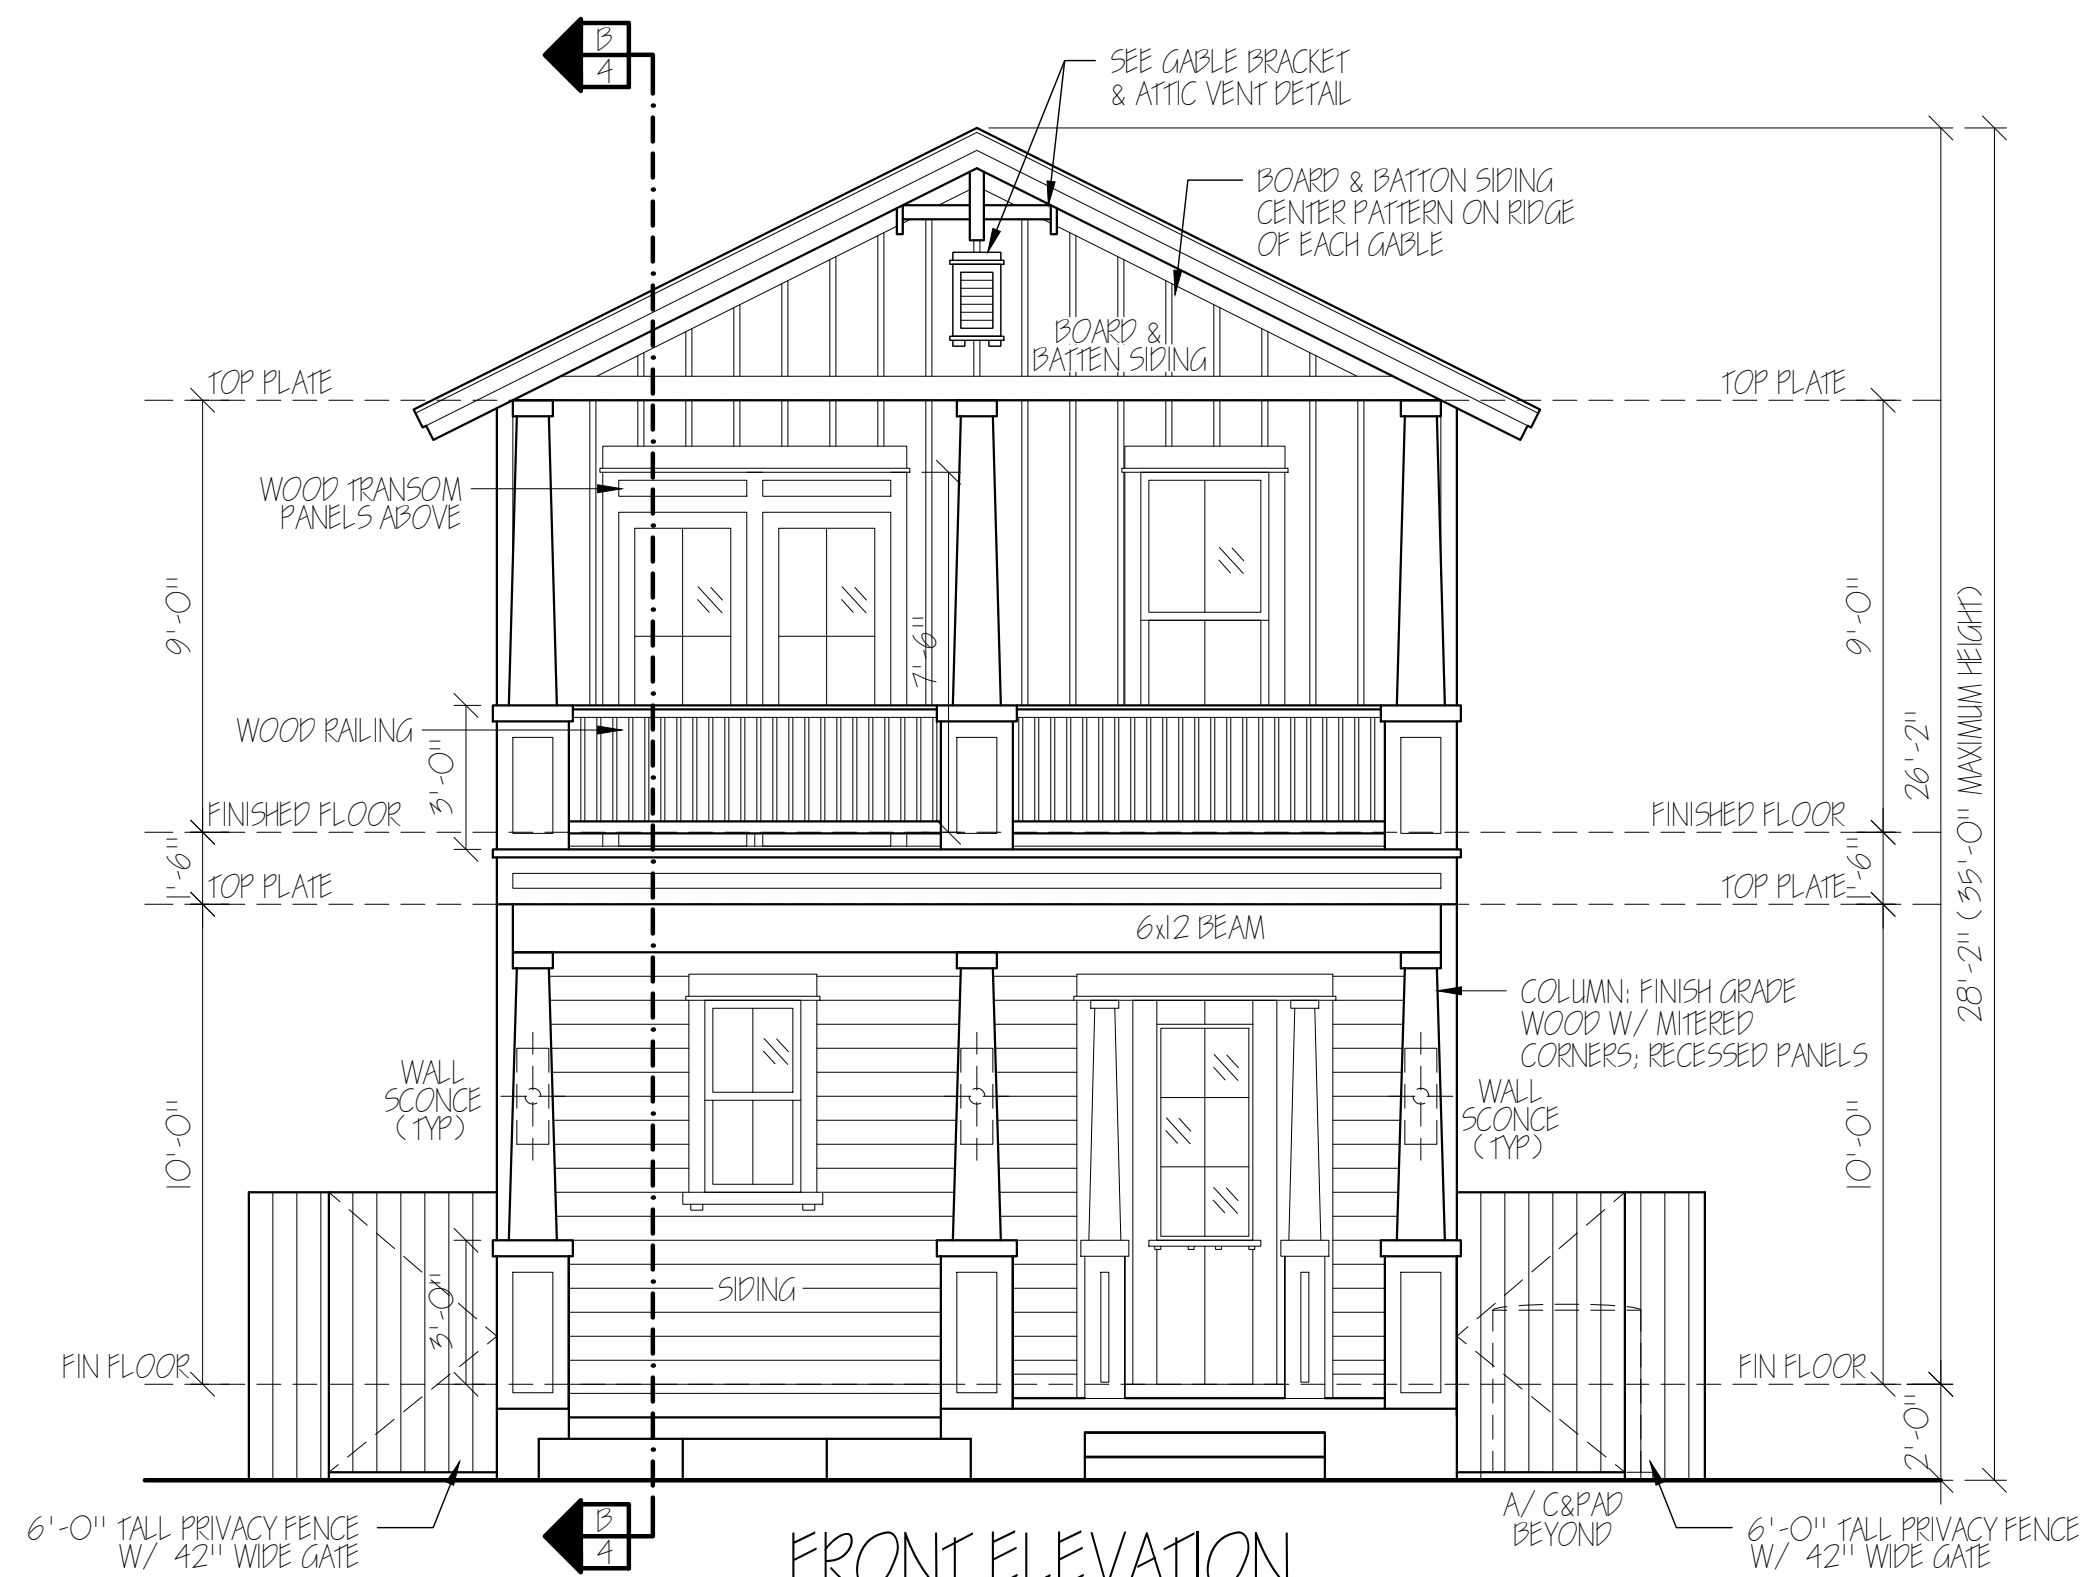 B
4
SEE GABLE BRACKET
& ATTIC VENT DETAIL
BOARD & BATTON SIDING
CENTER PATTERN ON RIDGE
OF EACH GABLE
BOARD &
BATTEN SIDING
TOP PLATE
TOP PLATE
WOOD TRANSOM
PANELS ABOVE
9'-0"
7'-6"
9'-0"
28'-2" (35'-0" MAXIMUM HEIGHT)
26'-2"
WOOD RAILING
3'-0"
FINISHED FLOOR
FINISHED FLOOR
1'-6"
1'-6"
TOP PLATE
TOP PLATE
6x12 BEAM
COLUMN: FINISH GRADE
WOOD W/ MITERED
CORNERS; RECESSED PANELS
WALL
SCONCE
(TYP)
WALL
SCONCE
(TYP)
10'-0"
10'-0"
SIDING
3'-0"
FIN FLOOR
FIN FLOOR
2'-0"
A/C&PAD
BEYOND
6'-0" TALL PRIVACY FENCE
W/ 42" WIDE GATE
B
4
6'-0" TALL PRIVACY FENCE
W/ 42" WIDE GATE
FRONT ELEVATION